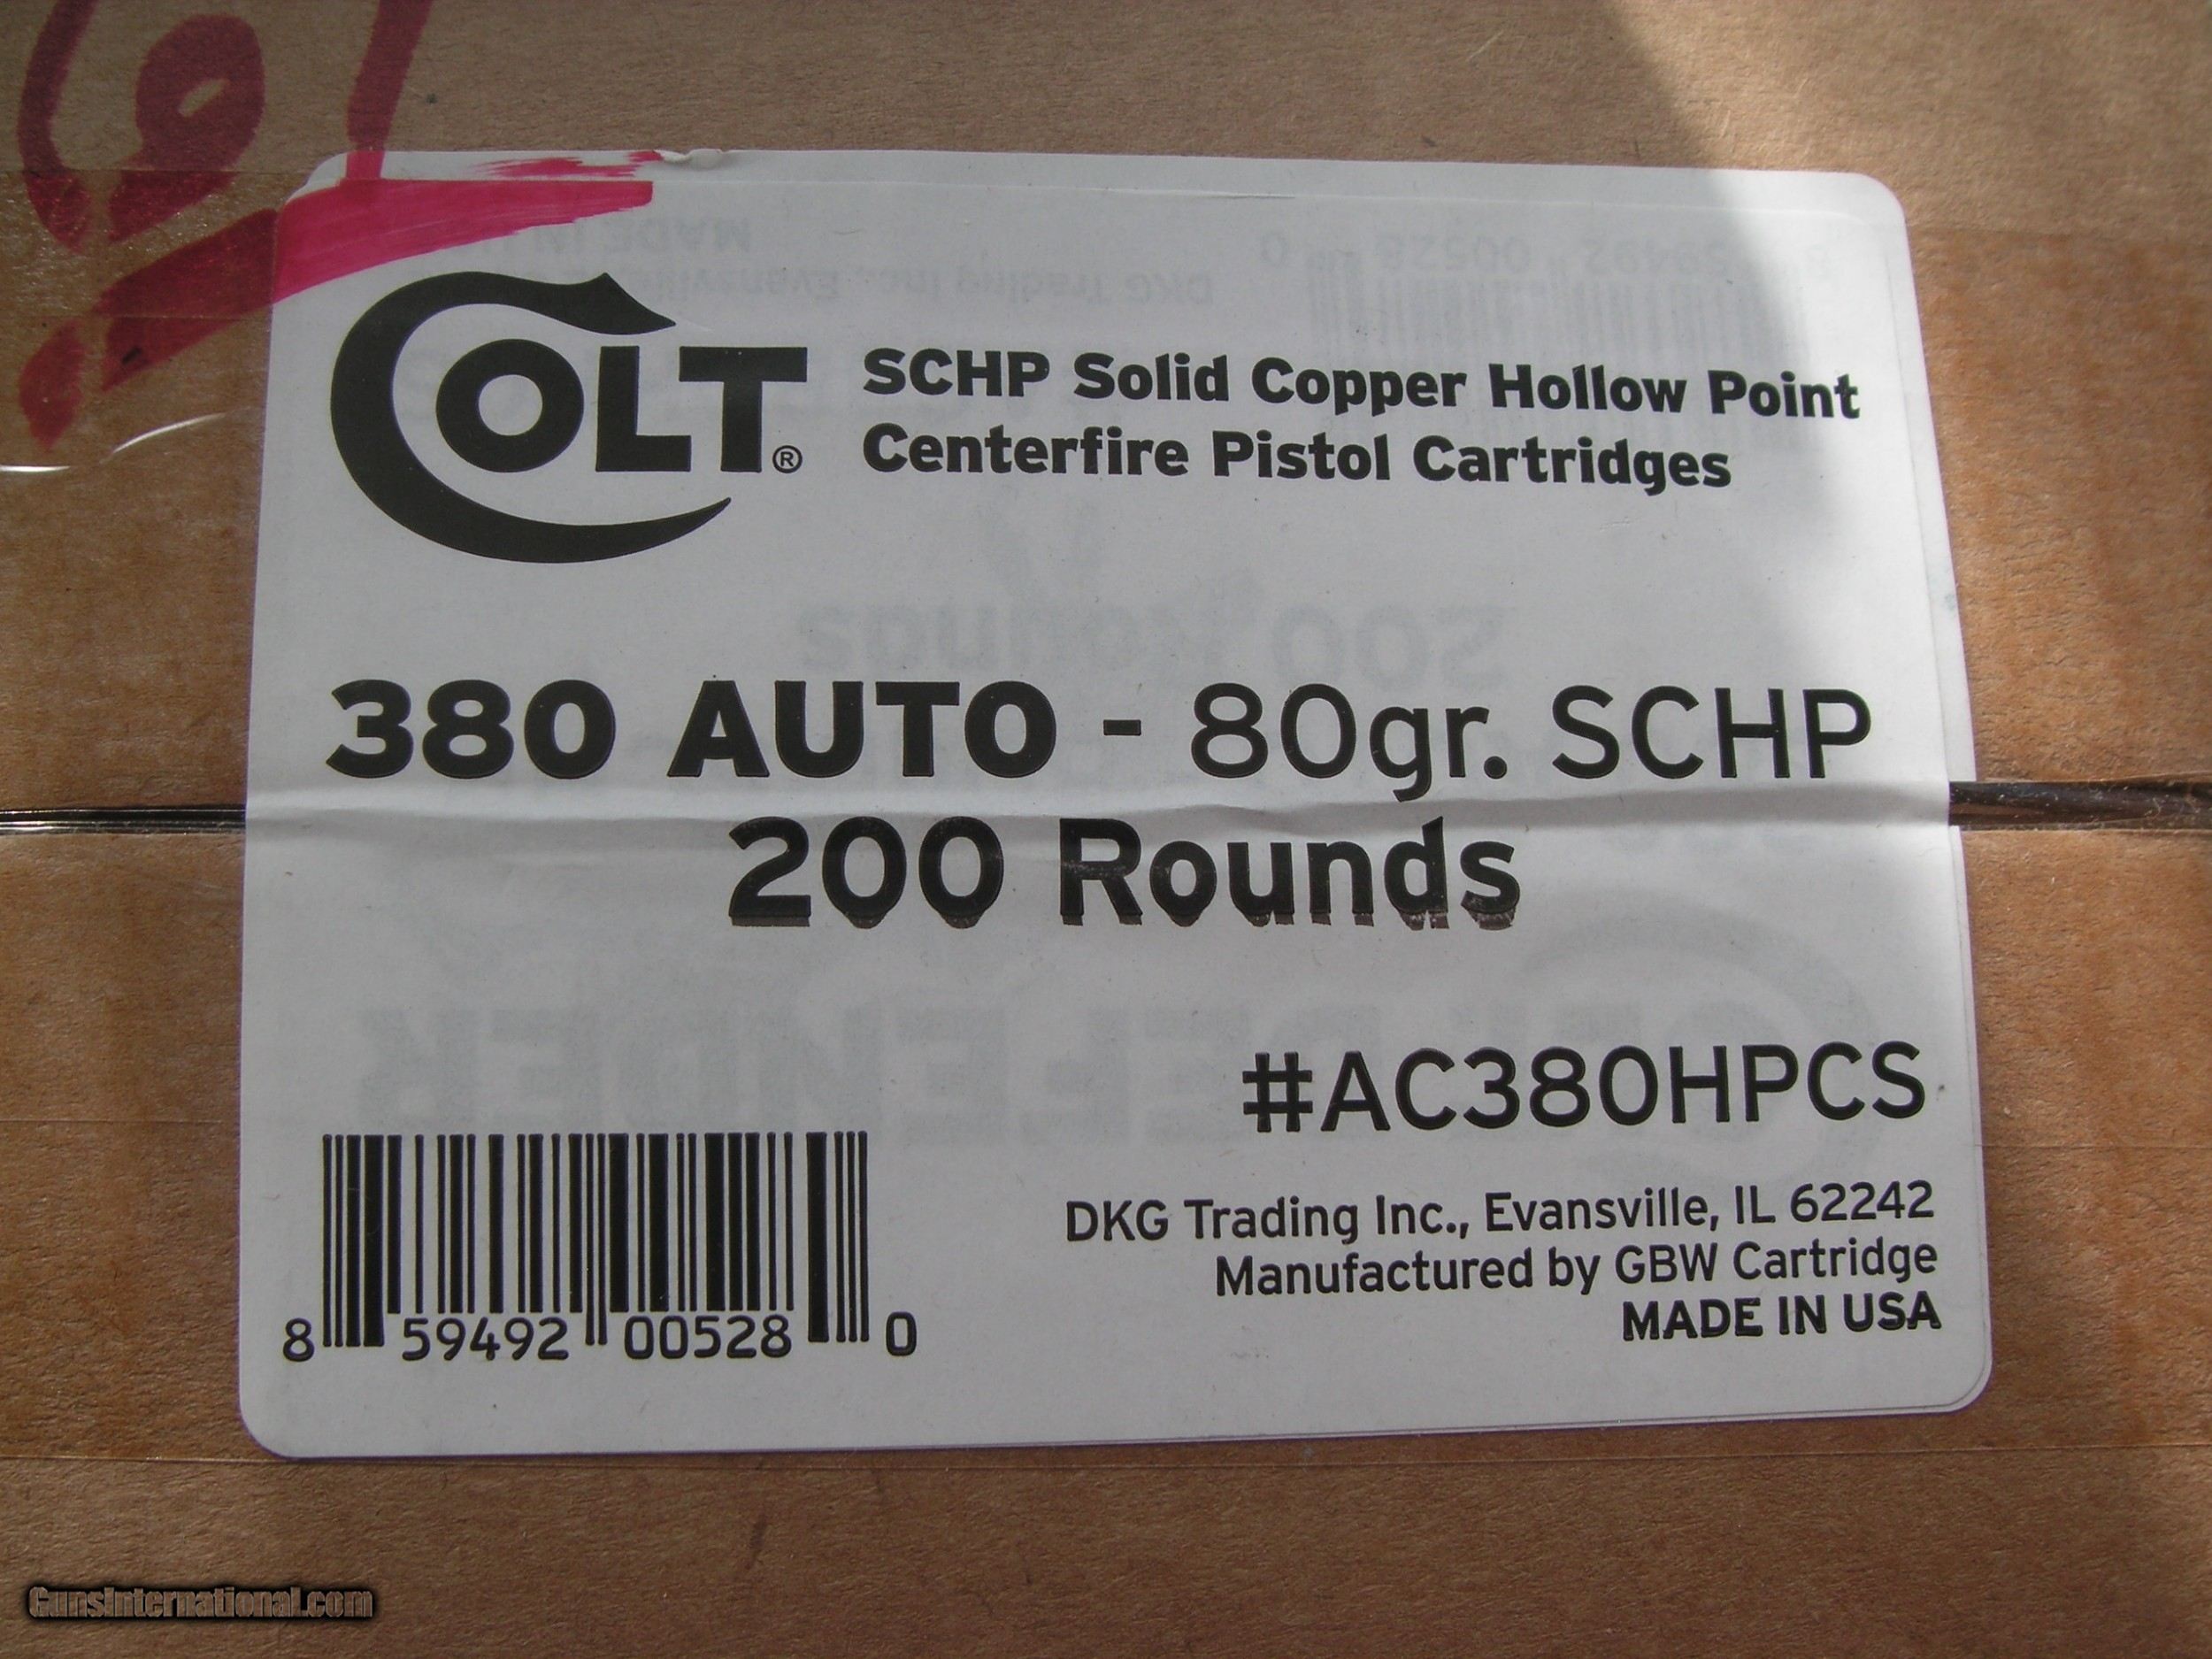 COLT®
SCHP Solid Copper Hollow Point
Centerfire Pistol Cartridges
380 AUTO - 80gr. SCHP
200 Rounds
#AC380HPCS
DKG Trading Inc., Evansville, IL 62242
Manufactured by GBW Cartridge
MADE IN USA
8 59492 00528 0
GunsInternational.com